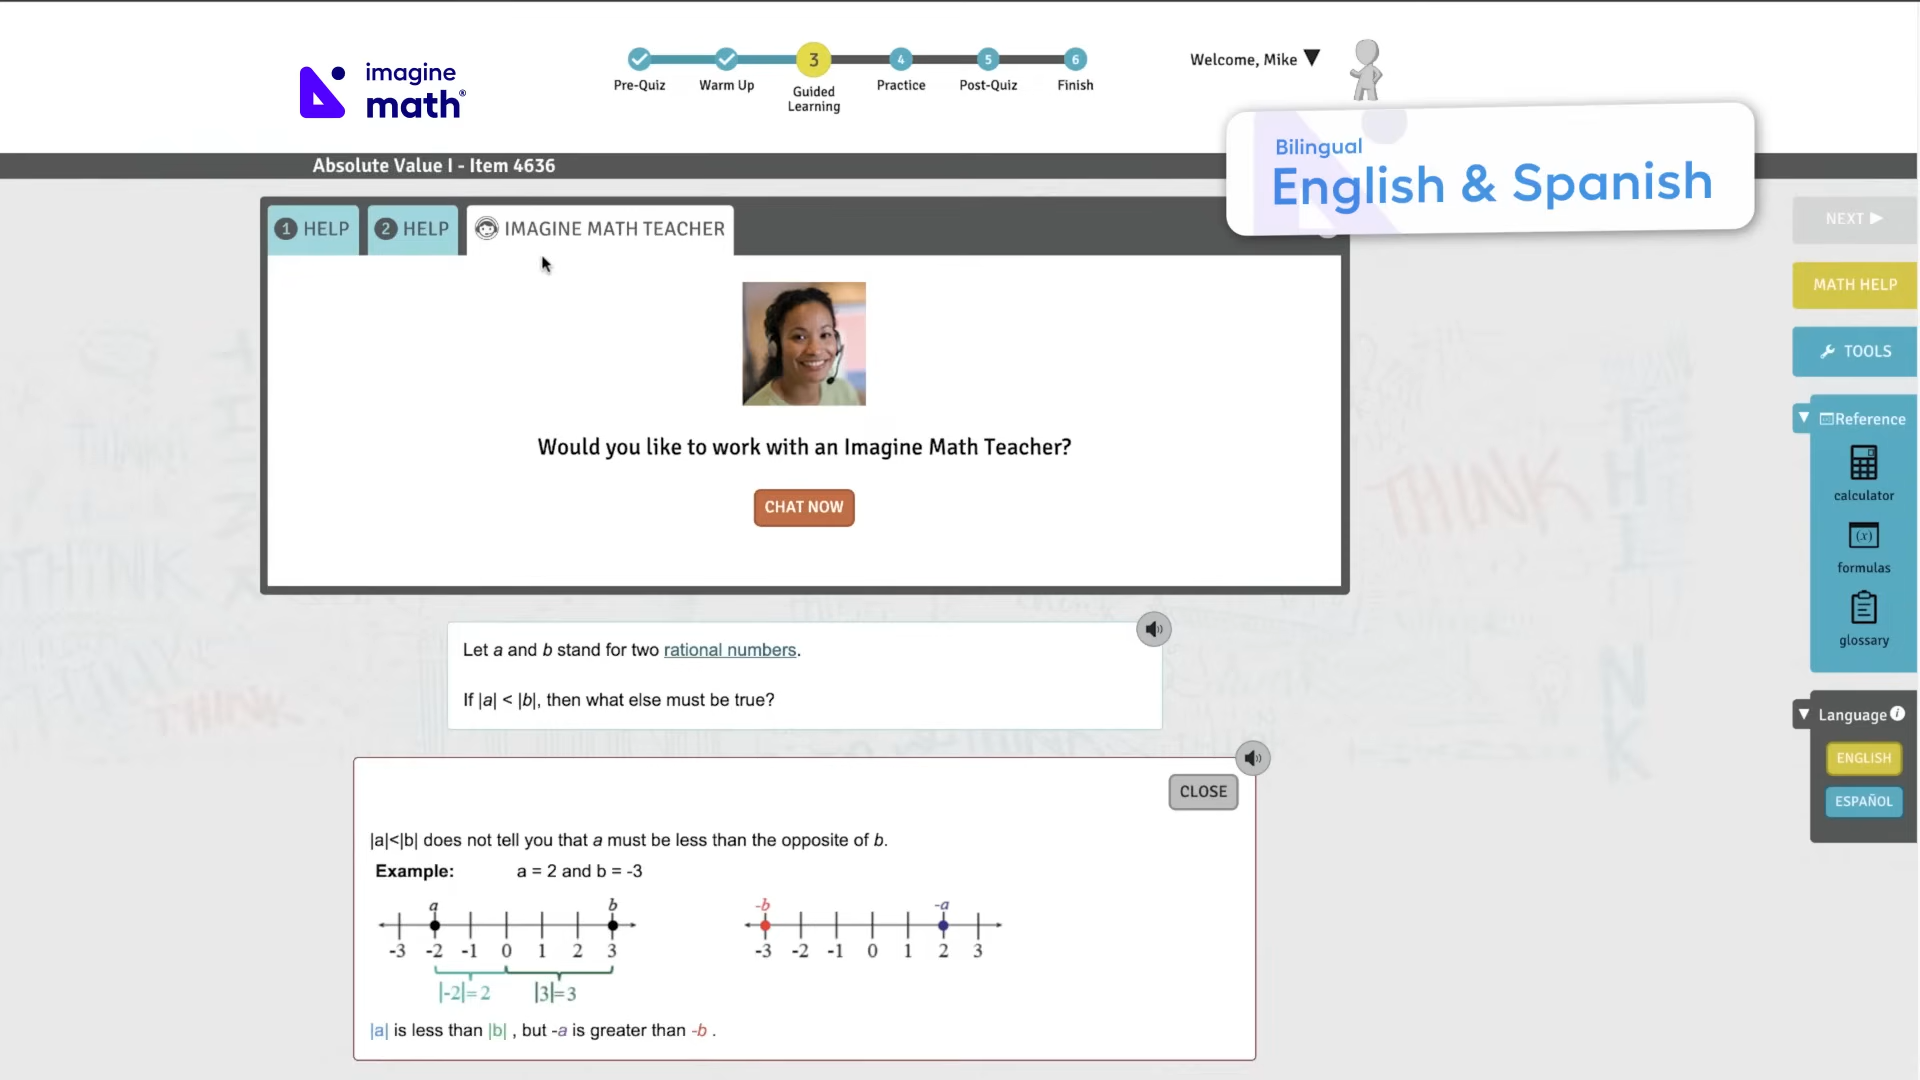 imagine
math®
3
4
5
6
Pre-Quiz
Warm Up
Guided
Learning
Practice
Post-Quiz
Finish
Welcome, Mike
Bilingual
English & Spanish
Absolute Value I - Item 4636
1 HELP
2 HELP
IMAGINE MATH TEACHER
NEXT
MATH HELP
TOOLS
Reference
calculator
(x)
formulas
glossary
Language i
ENGLISH
ESPAÑOL
Would you like to work with an Imagine Math Teacher?
CHAT NOW
Let a and b stand for two rational numbers.
If |a| < |b|, then what else must be true?
CLOSE
|a|<|b| does not tell you that a must be less than the opposite of b.
Example: a = 2 and b = -3
a b
-3 -2 -1 0 1 2 3
|-2|=2 |3|=3
-b -a
-3 -2 -1 0 1 2 3
|a| is less than |b| , but -a is greater than -b .
THINK
THINK
THINK